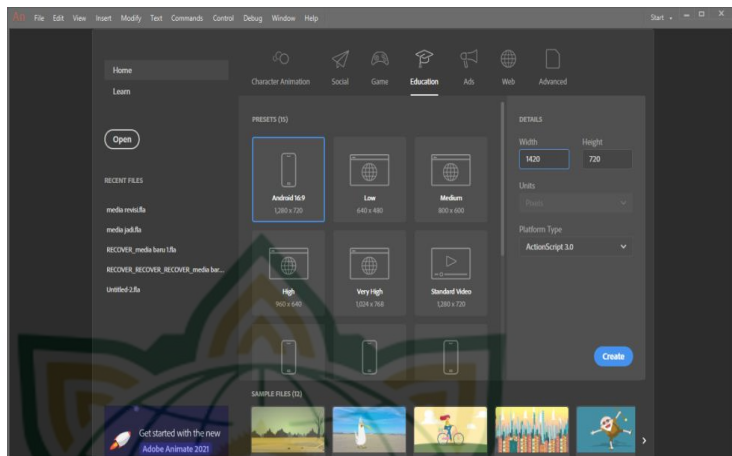 An File Edit View Insert Modify Text Commands Control Debug Window Help Start
Home
Learn
Open
RECENT FILES
media revisi.fla
media jadi.fla
RECOVER_media baru 1.fla
RECOVER_RECOVER_RECOVER_media bar...
Untitled-2.fla
Get started with the new
Adobe Animate 2021
Character Animation Social Game Education Ads Web Advanced
PRESETS (15)
Android 16:9 Low Medium
1,280 x 720 640 x 480 800 x 600
High Very High Standard Video
960 x 640 1,024 x 768 1,280 x 720
SAMPLE FILES (12)
DETAILS
Width Height
1420 720
Units
Pixels
Platform Type
ActionScript 3.0
Create